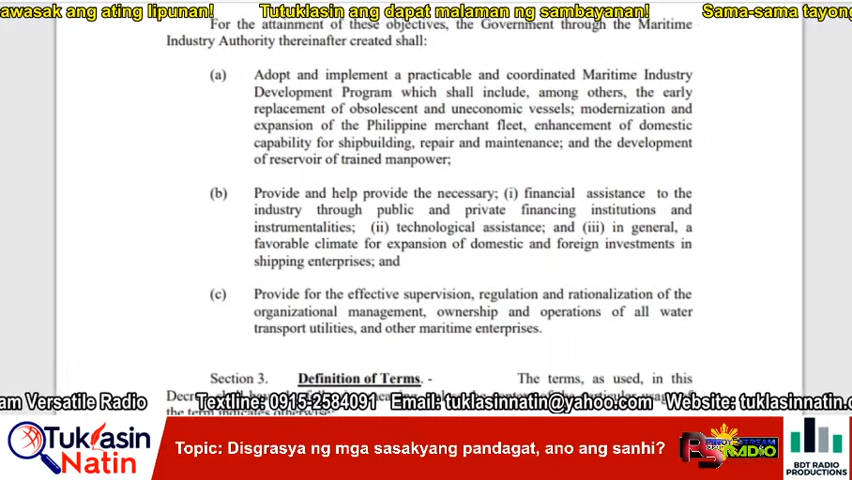 awasak ang ating lipunan! Tutuklasin ang dapat malaman ng sambayanan! Sama-sama tayong
For the attainment of these objectives, the Government through the Maritime
Industry Authority thereinafter created shall:
(a) Adopt and implement a practicable and coordinated Maritime Industry
Development Program which shall include, among others, the early
replacement of obsolescent and uneconomic vessels; modernization and
expansion of the Philippine merchant fleet, enhancement of domestic
capability for shipbuilding, repair and maintenance; and the development
of reservoir of trained manpower;
(b) Provide and help provide the necessary; (i) financial assistance to the
industry through public and private financing institutions and
instrumentalities; (ii) technological assistance; and (iii) in general, a
favorable climate for expansion of domestic and foreign investments in
shipping enterprises; and
(c) Provide for the effective supervision, regulation and rationalization of the
organizational management, ownership and operations of all water
transport utilities, and other maritime enterprises.
Section 3. Definition of Terms. - The terms, as used, in this
am Versatile Radio Textline: 0915-2584091 Email: tuklasinnatin@yahoo.com Website: tuklasinnatin.c
the term indicates otherwise:
Tuklasin
Natin
Topic: Disgrasya ng mga sasakyang pandagat, ano ang sanhi?
PINOY STREAM
RADIO
BDT RADIO
PRODUCTIONS